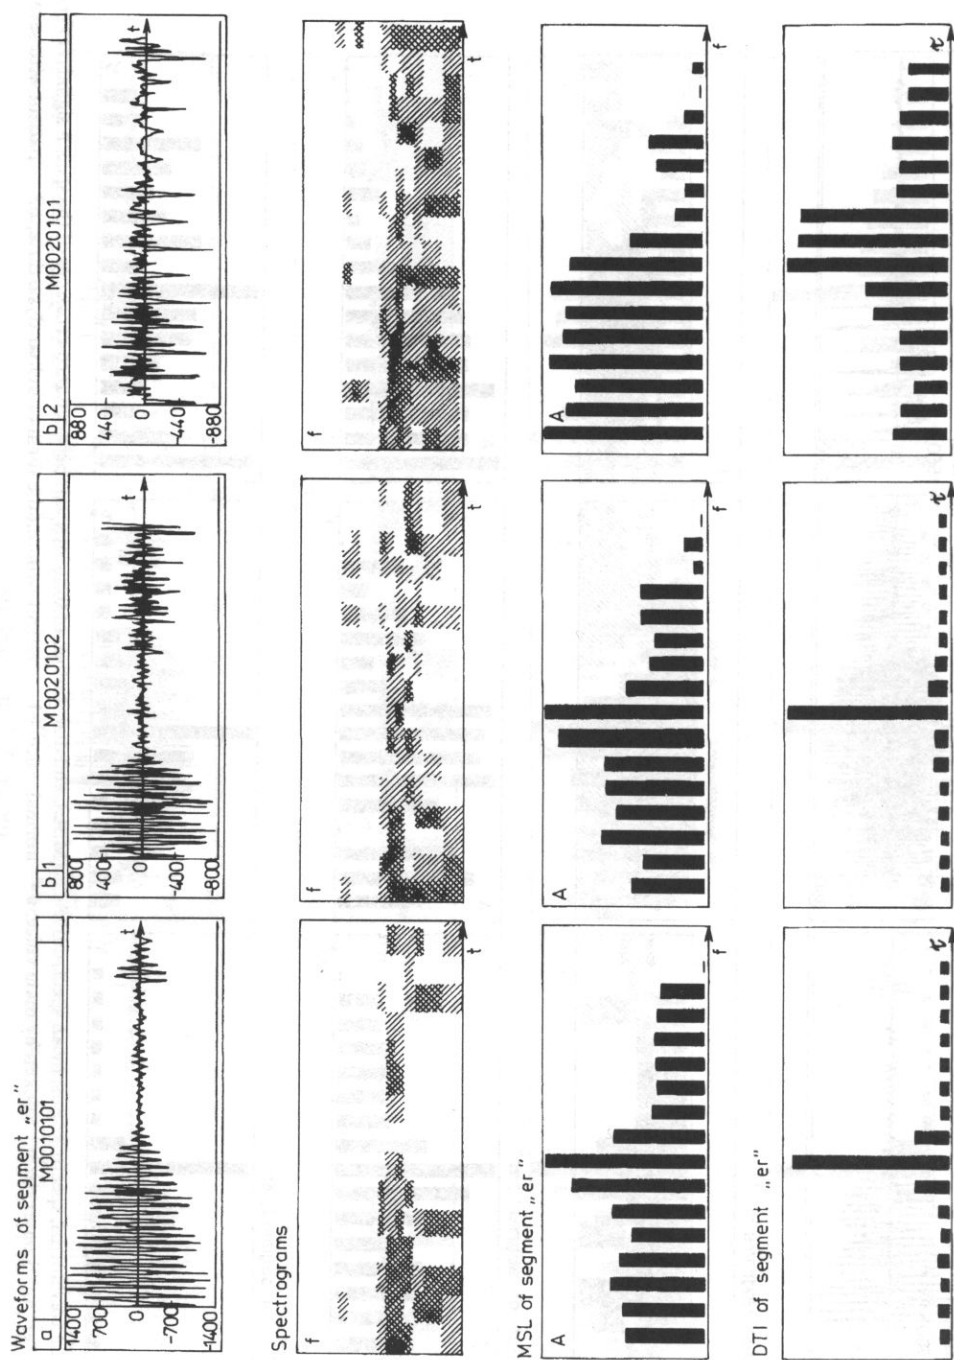 Waveforms of segment „er"
a M0010101
1400
700
0
-700
-1400
t
b 1 M0020102
800
400
0
-400
-800
t
b 2 M0020101
880
440
0
-440
-880
t
Spectrograms
f
t
f
t
f
t
MSL of segment „er"
A
f
A
f
A
f
DTI of segment „er"
τ
τ
τ